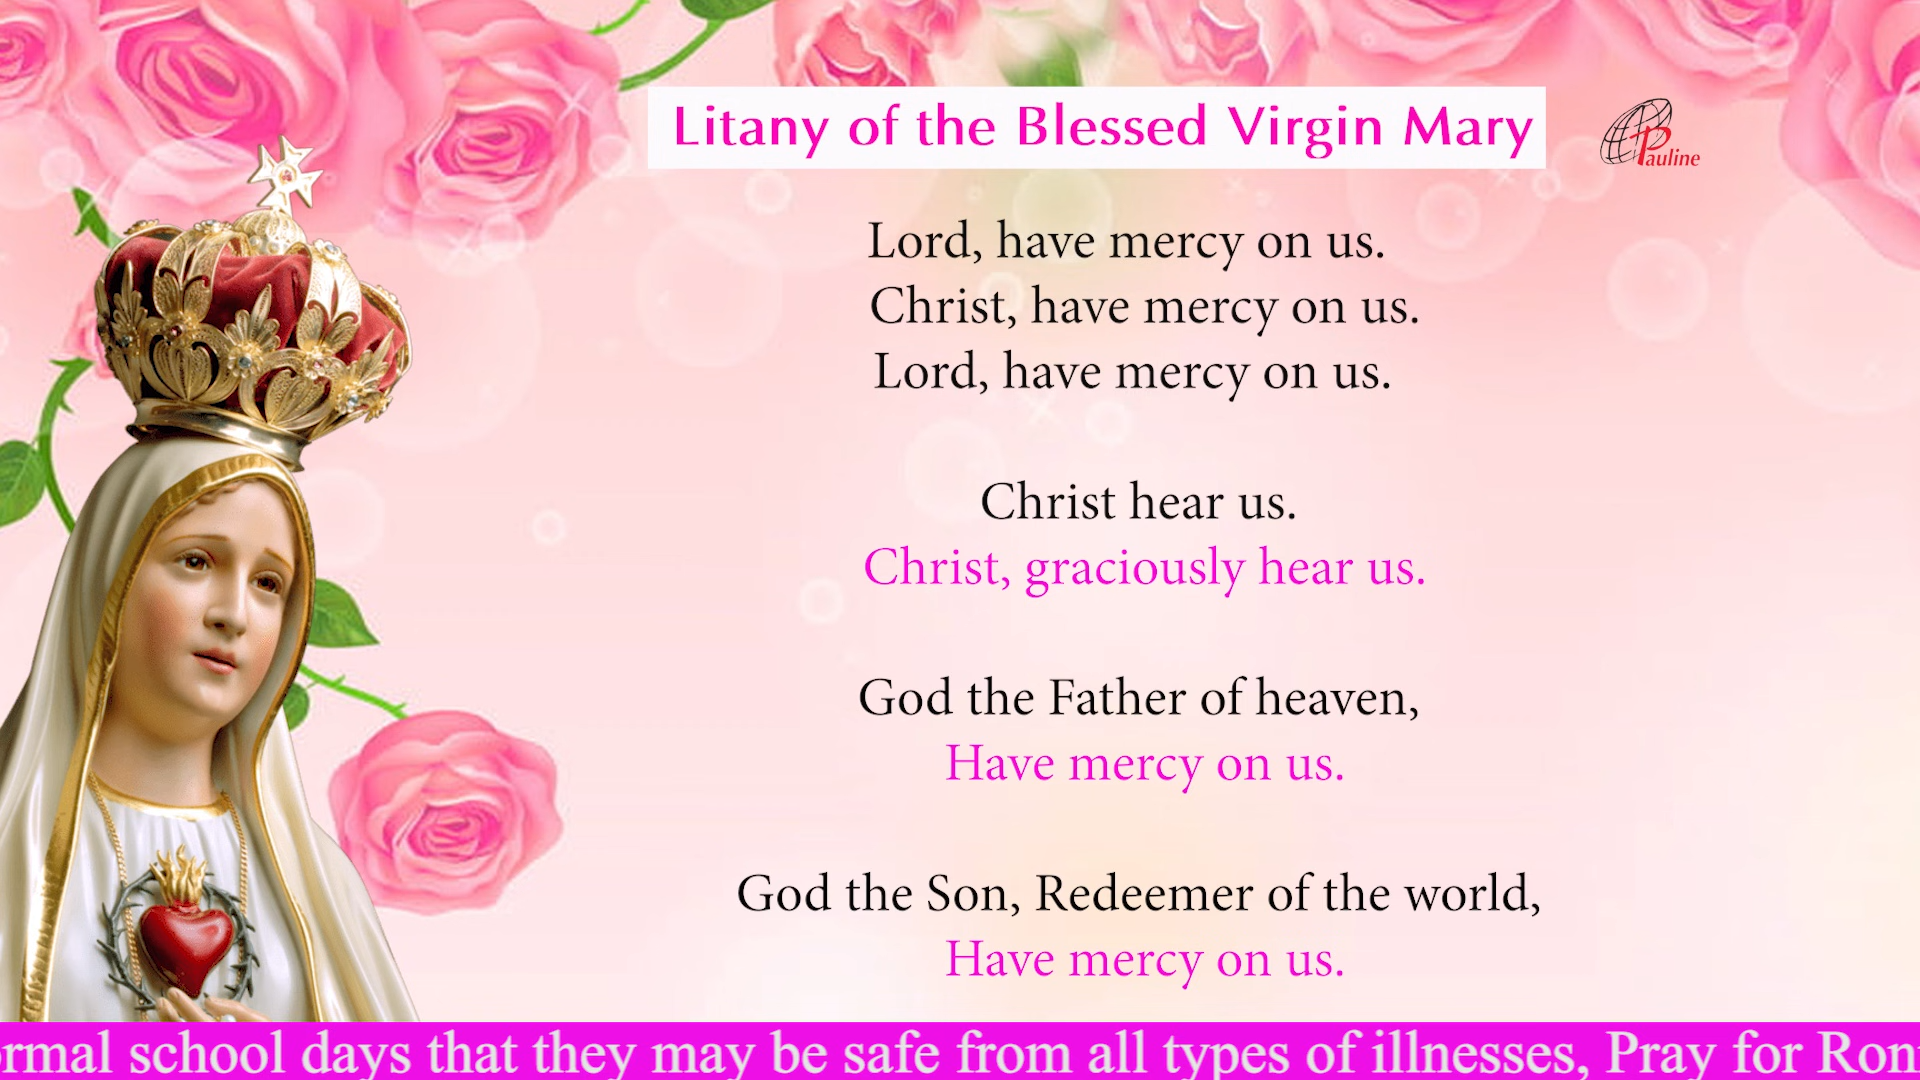 Litany of the Blessed Virgin Mary
Pauline
Lord, have mercy on us.
Christ, have mercy on us.
Lord, have mercy on us.
Christ hear us.
Christ, graciously hear us.
God the Father of heaven,
Have mercy on us.
God the Son, Redeemer of the world,
Have mercy on us.
school days that they may be safe from all types of illnesses, Pray for